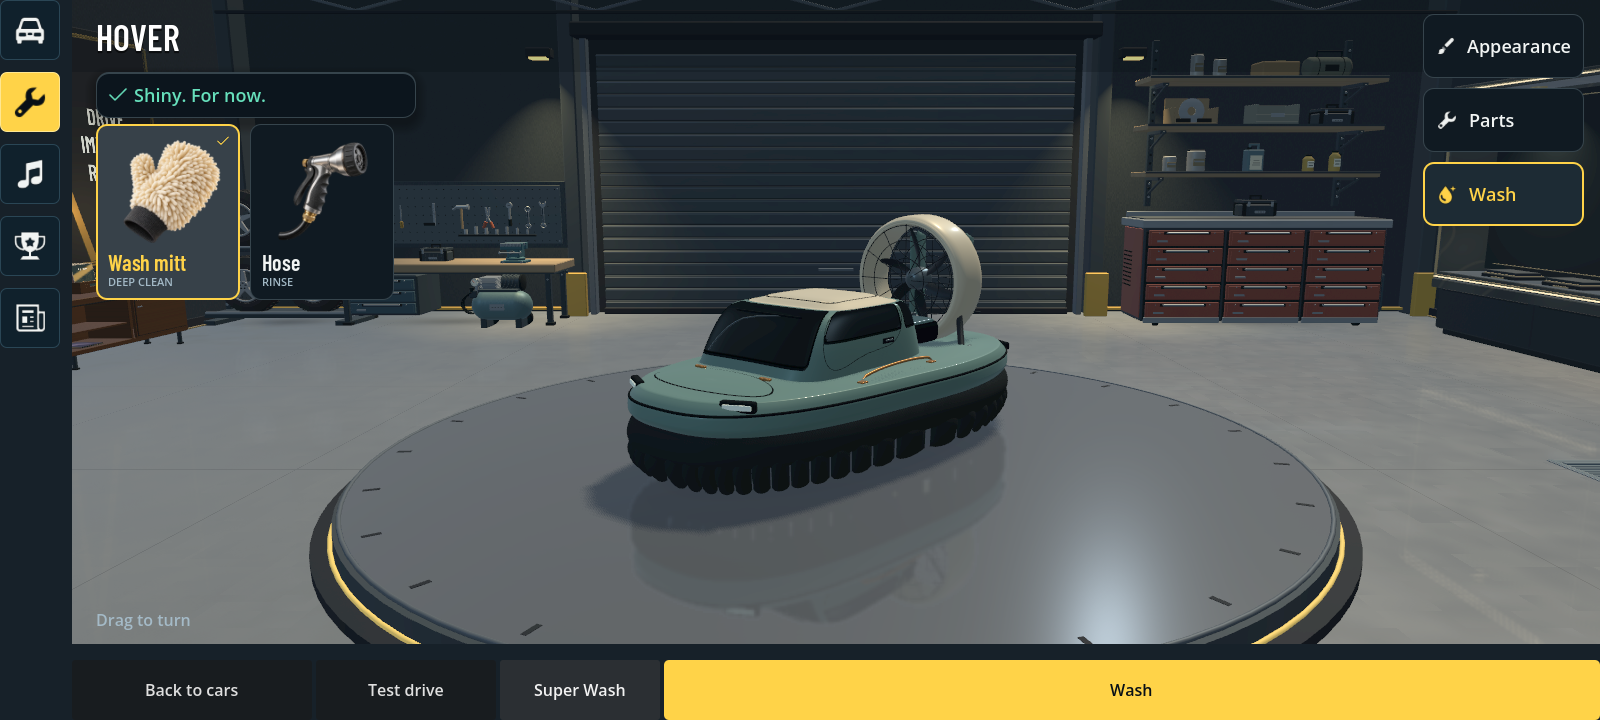 HOVER
Shiny. For now.
Wash mitt
DEEP CLEAN
Hose
RINSE
Appearance
Parts
Wash
Drag to turn
Back to cars
Test drive
Super Wash
Wash